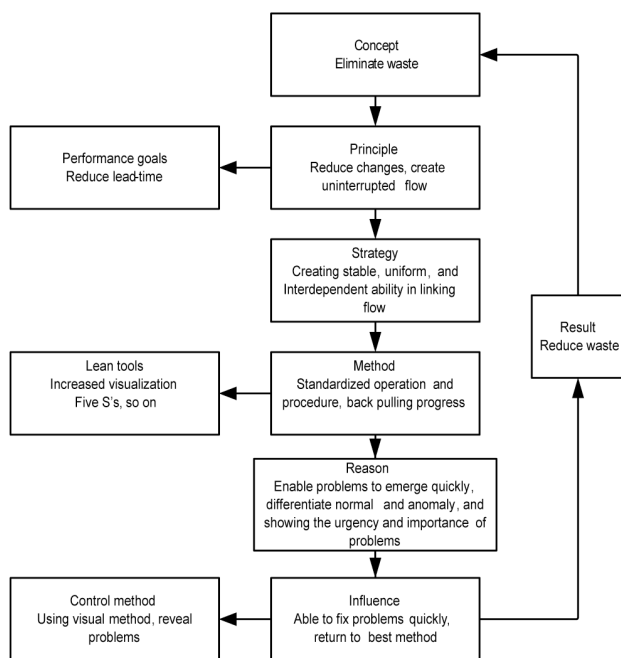 Concept
Eliminate waste
Performance goals
Reduce lead-time
Principle
Reduce changes, create
uninterrupted flow
Strategy
Creating stable, uniform, and
Interdependent ability in linking
flow
Result
Reduce waste
Lean tools
Increased visualization
Five S's, so on
Method
Standardized operation and
procedure, back pulling progress
Reason
Enable problems to emerge quickly,
differentiate normal and anomaly, and
showing the urgency and importance of
problems
Control method
Using visual method, reveal
problems
Influence
Able to fix problems quickly,
return to best method